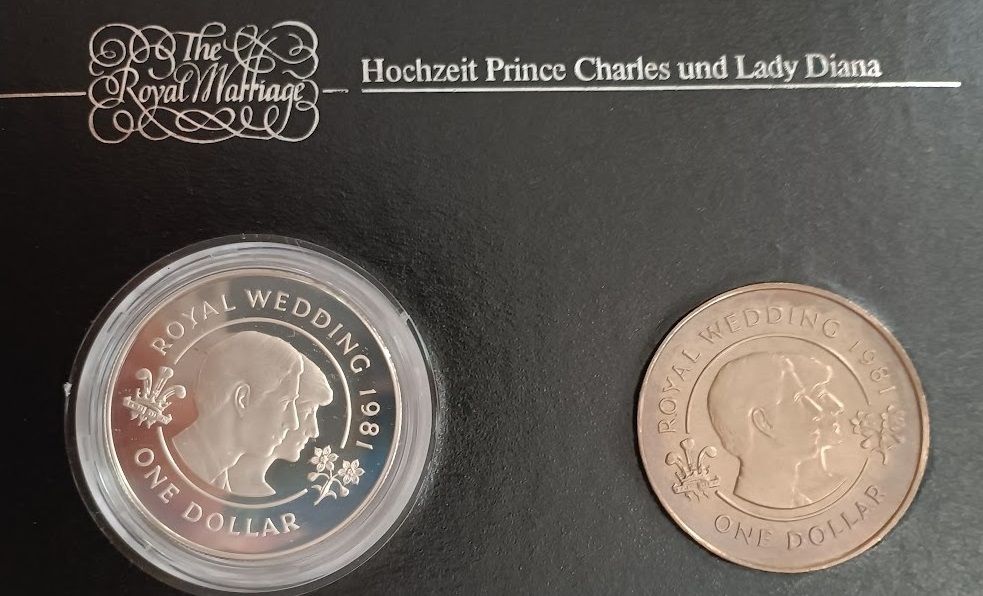 The
Royal Marriage
Hochzeit Prince Charles und Lady Diana
ROYAL WEDDING 1981
ONE DOLLAR
ROYAL WEDDING 1981
ONE DOLLAR